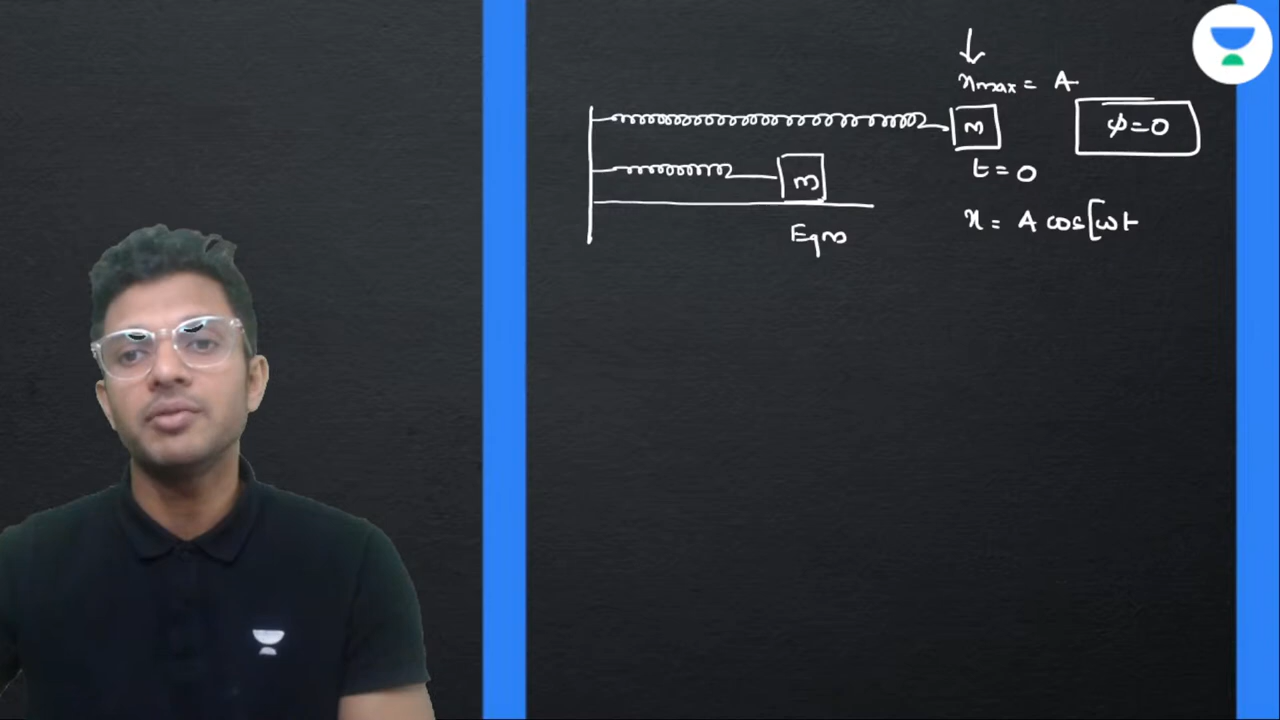 xmax = A
m
φ=0
m
t = 0
x = A cos[ωt
Eqm